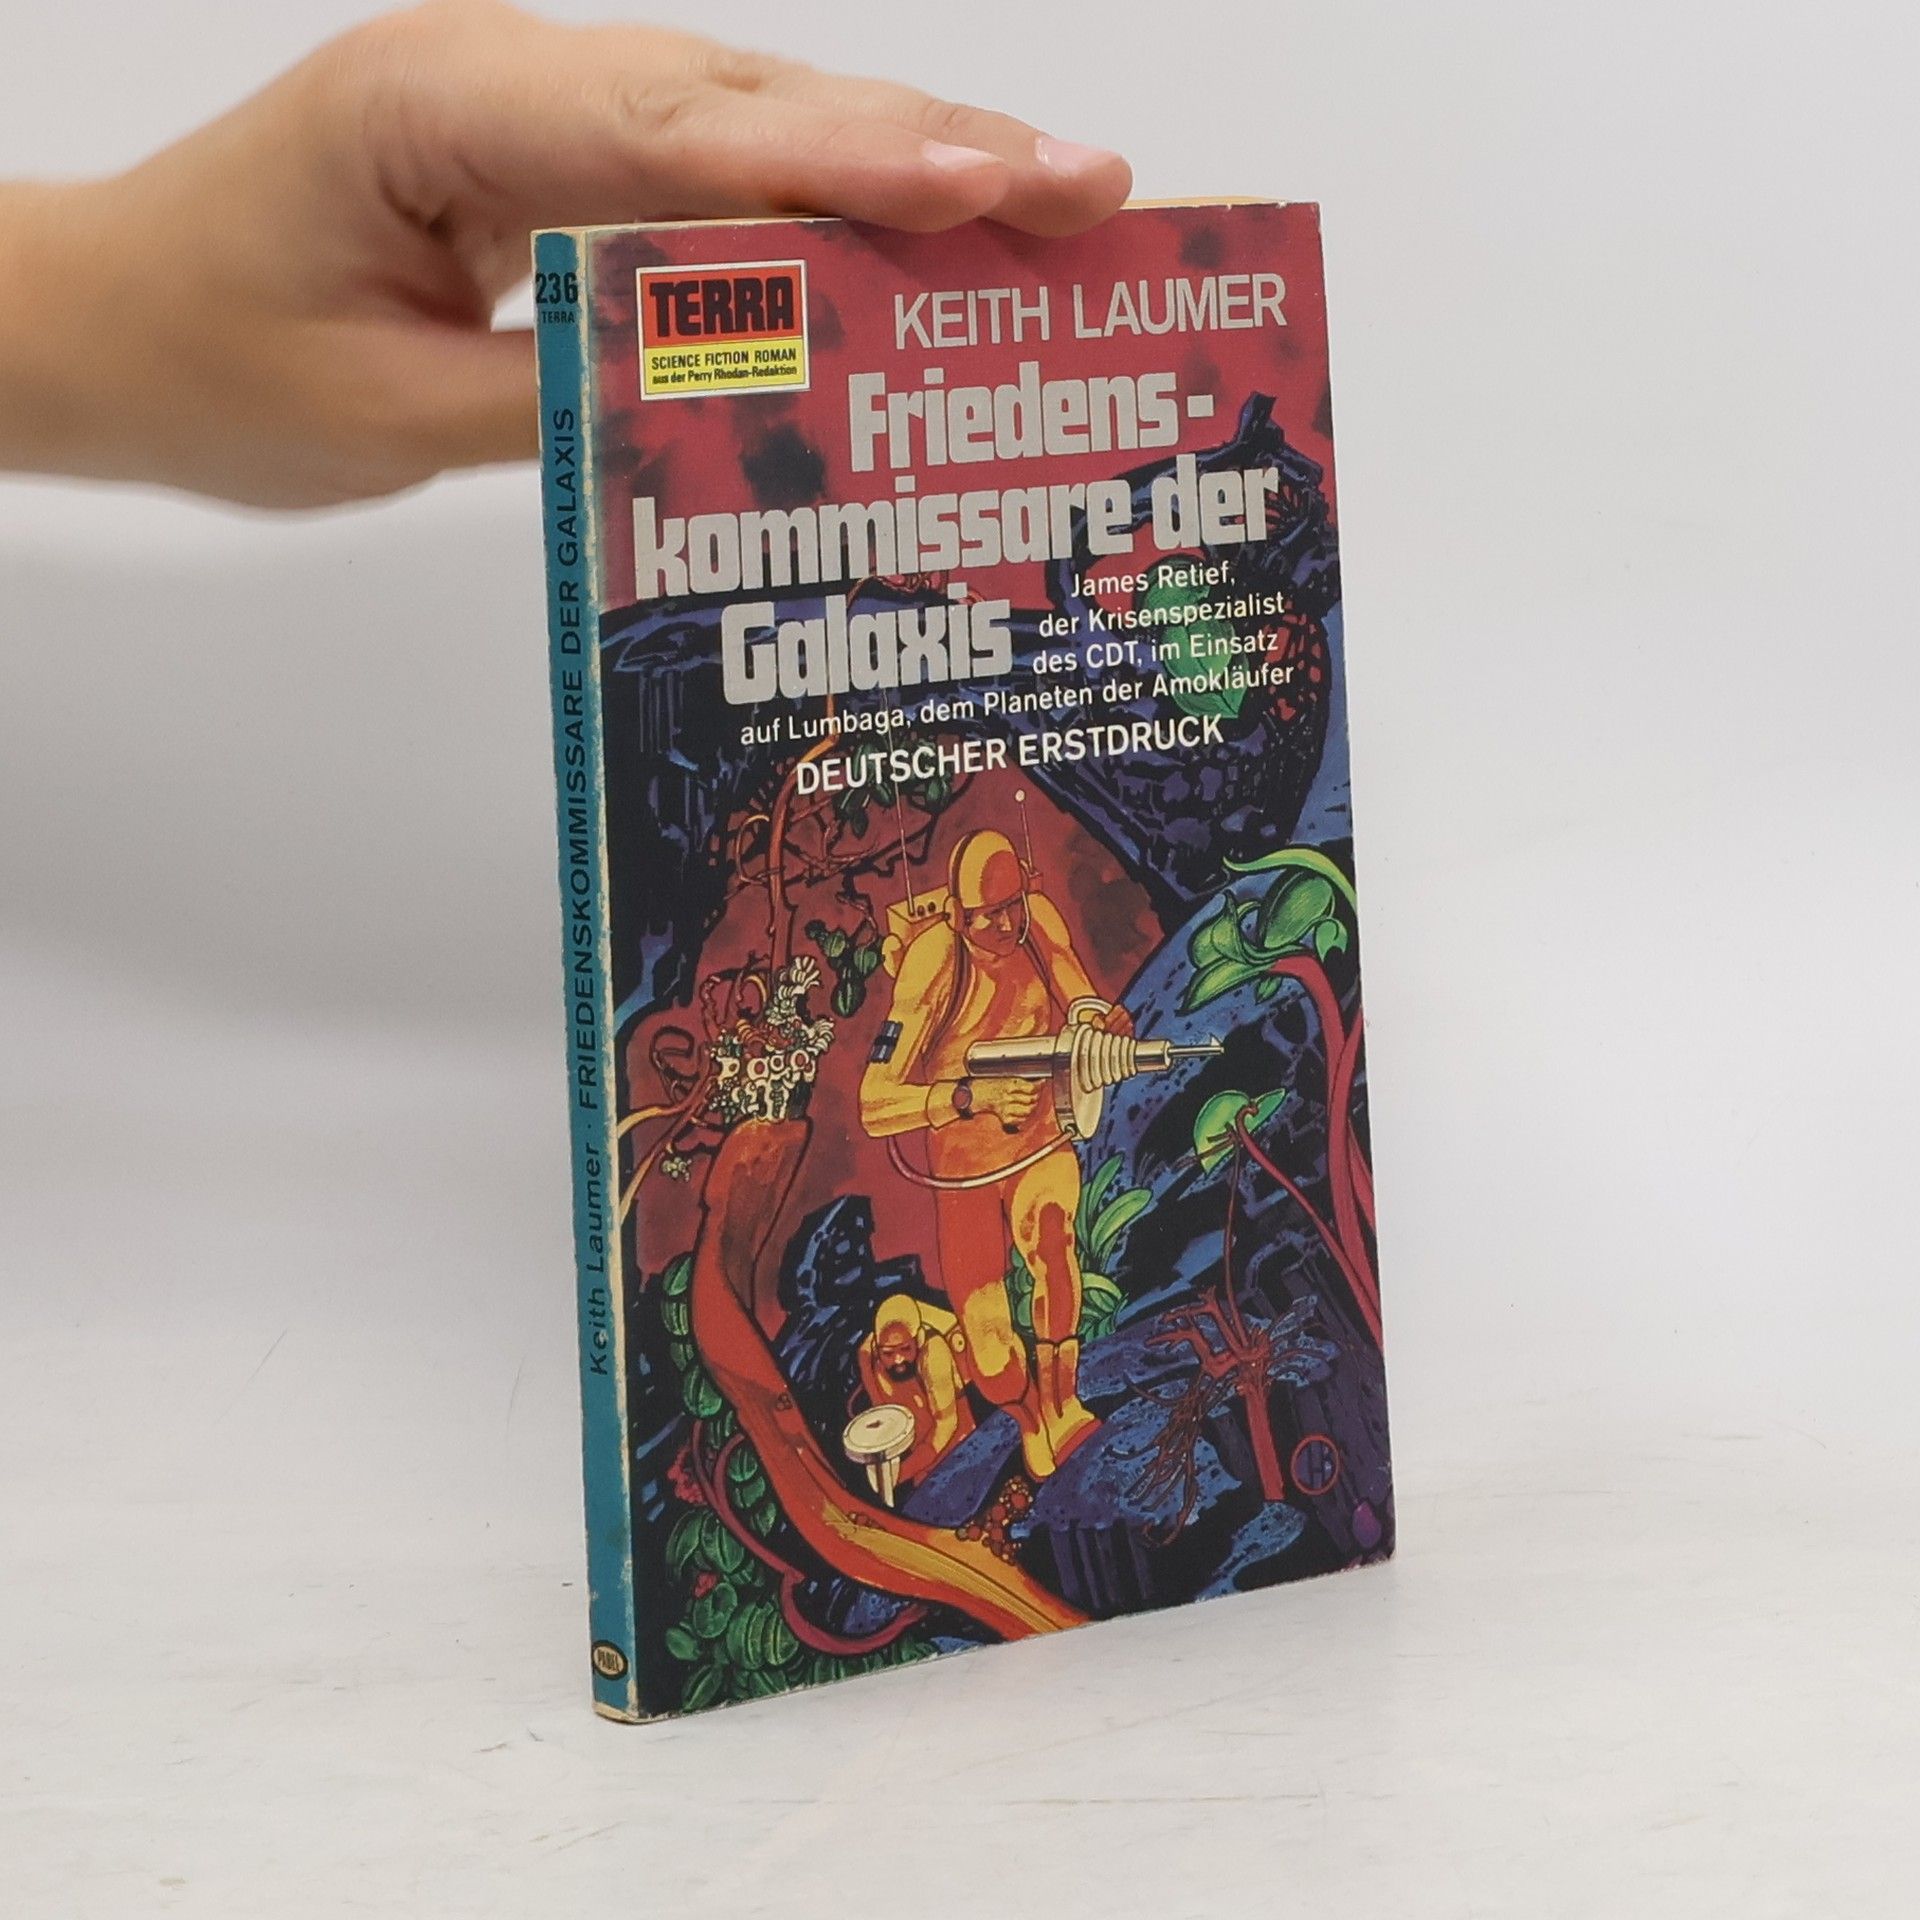 236
TERRA
Keith Laumer · FRIEDENSKOMMISSARE DER GALAXIS
PABEL
TERRA
SCIENCE FICTION ROMAN
aus der Perry Rhodan-Redaktion
KEITH LAUMER
Friedens-
kommissare der
Galaxis
James Retief,
der Krisenspezialist
des CDT, im Einsatz
auf Lumbaga, dem Planeten der Amokläufer
DEUTSCHER ERSTDRUCK